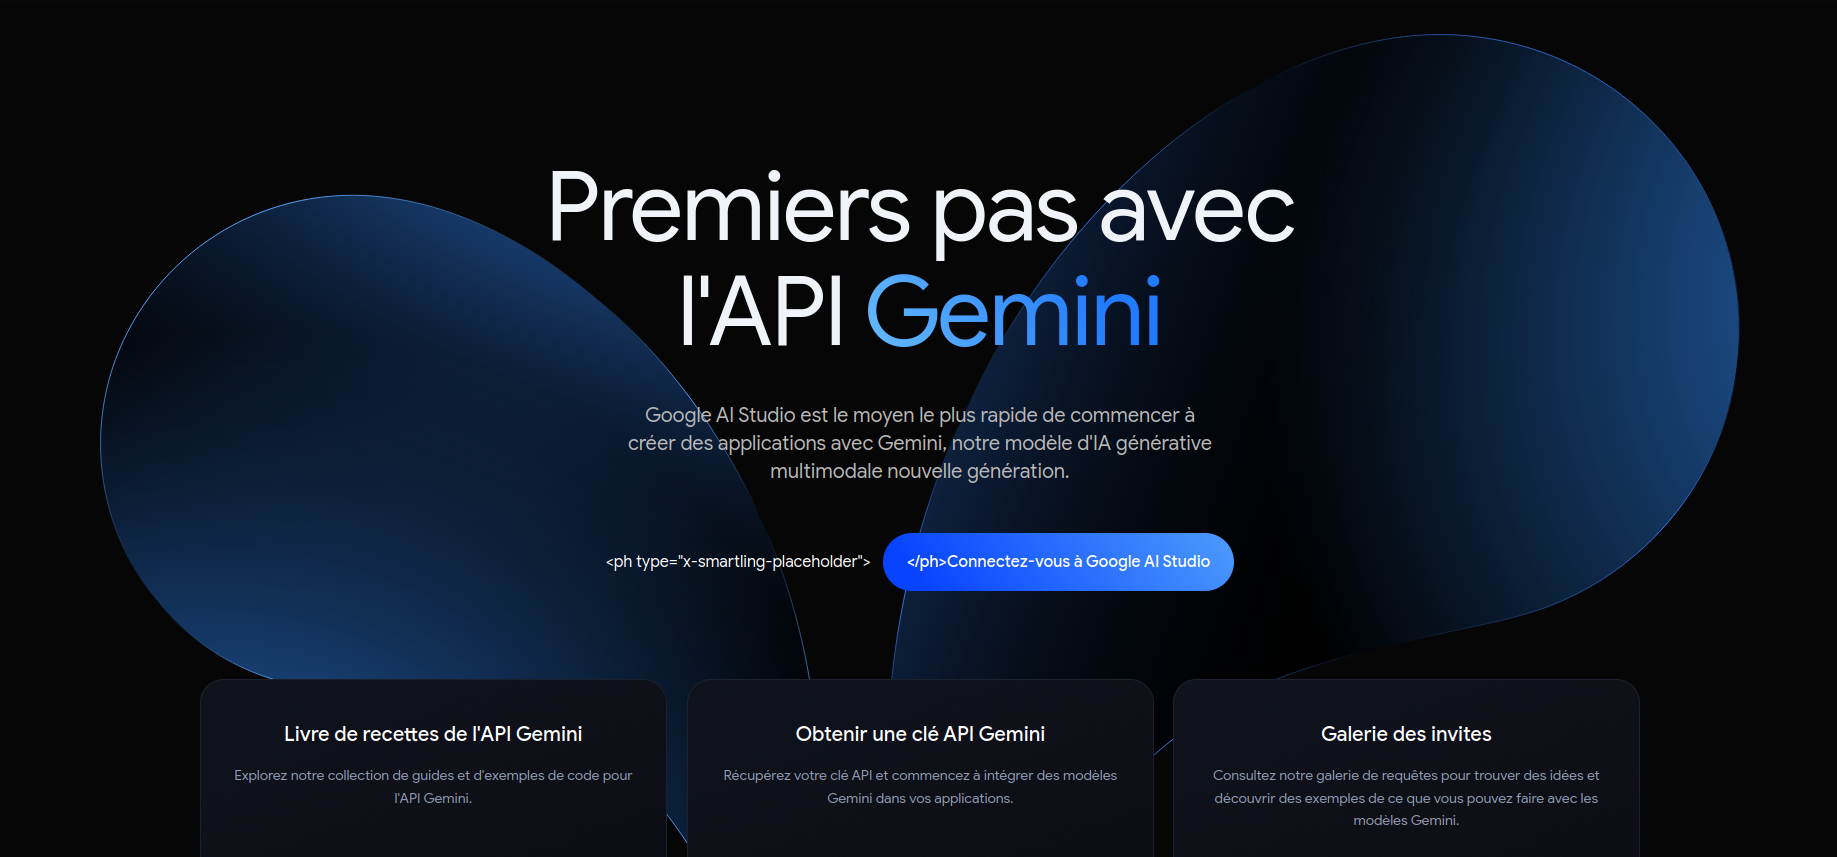 Premiers pas avec
l'API Gemini
Google AI Studio est le moyen le plus rapide de commencer à
créer des applications avec Gemini, notre modèle d'IA générative
multimodale nouvelle génération.
<ph type="x-smartling-placeholder"> </ph>Connectez-vous à Google AI Studio
Livre de recettes de l'API Gemini
Explorez notre collection de guides et d'exemples de code pour
l'API Gemini.
Obtenir une clé API Gemini
Récupérez votre clé API et commencez à intégrer des modèles
Gemini dans vos applications.
Galerie des invites
Consultez notre galerie de requêtes pour trouver des idées et
découvrir des exemples de ce que vous pouvez faire avec les
modèles Gemini.